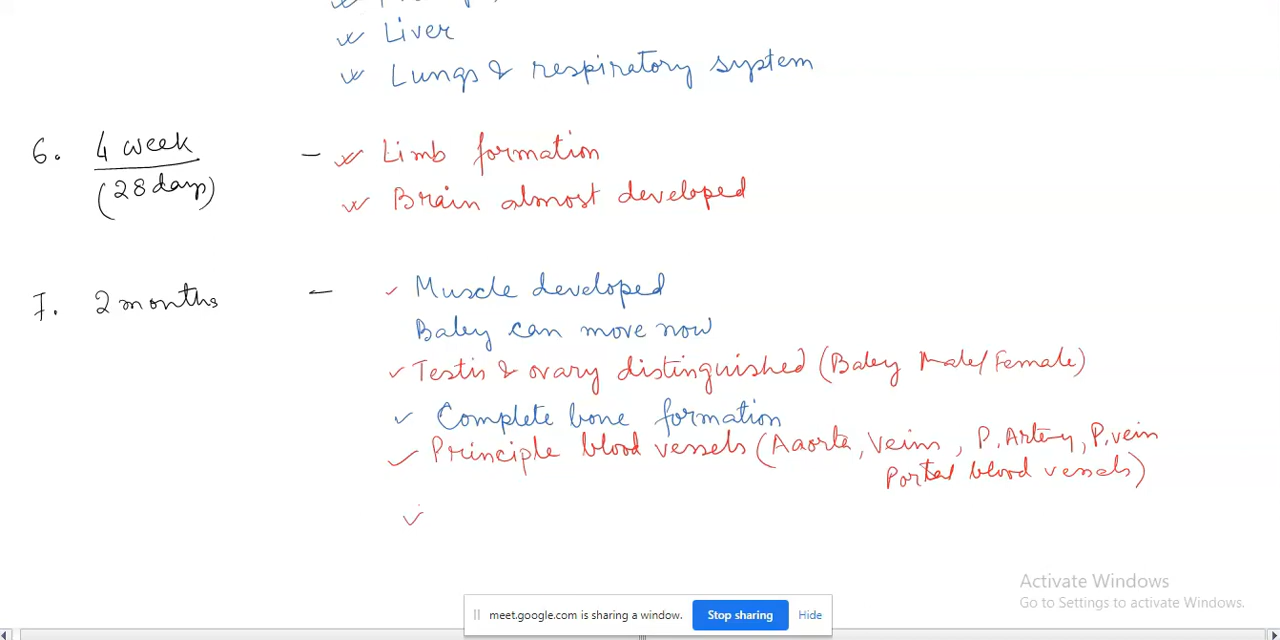 Liver
Lungs & respiratory system
6. 4 week - Limb formation
(28 days) Brain almost developed
7. 2 months - Muscle developed
Baby can move now
Testis & ovary distinguished (Baby Male/Female)
Complete bone formation
Principle blood vessels (Aaorta, Veins, P. Artery, P. vein
Portal blood vessels)
Activate Windows
Go to Settings to activate Windows.
meet.google.com is sharing a window. Stop sharing Hide